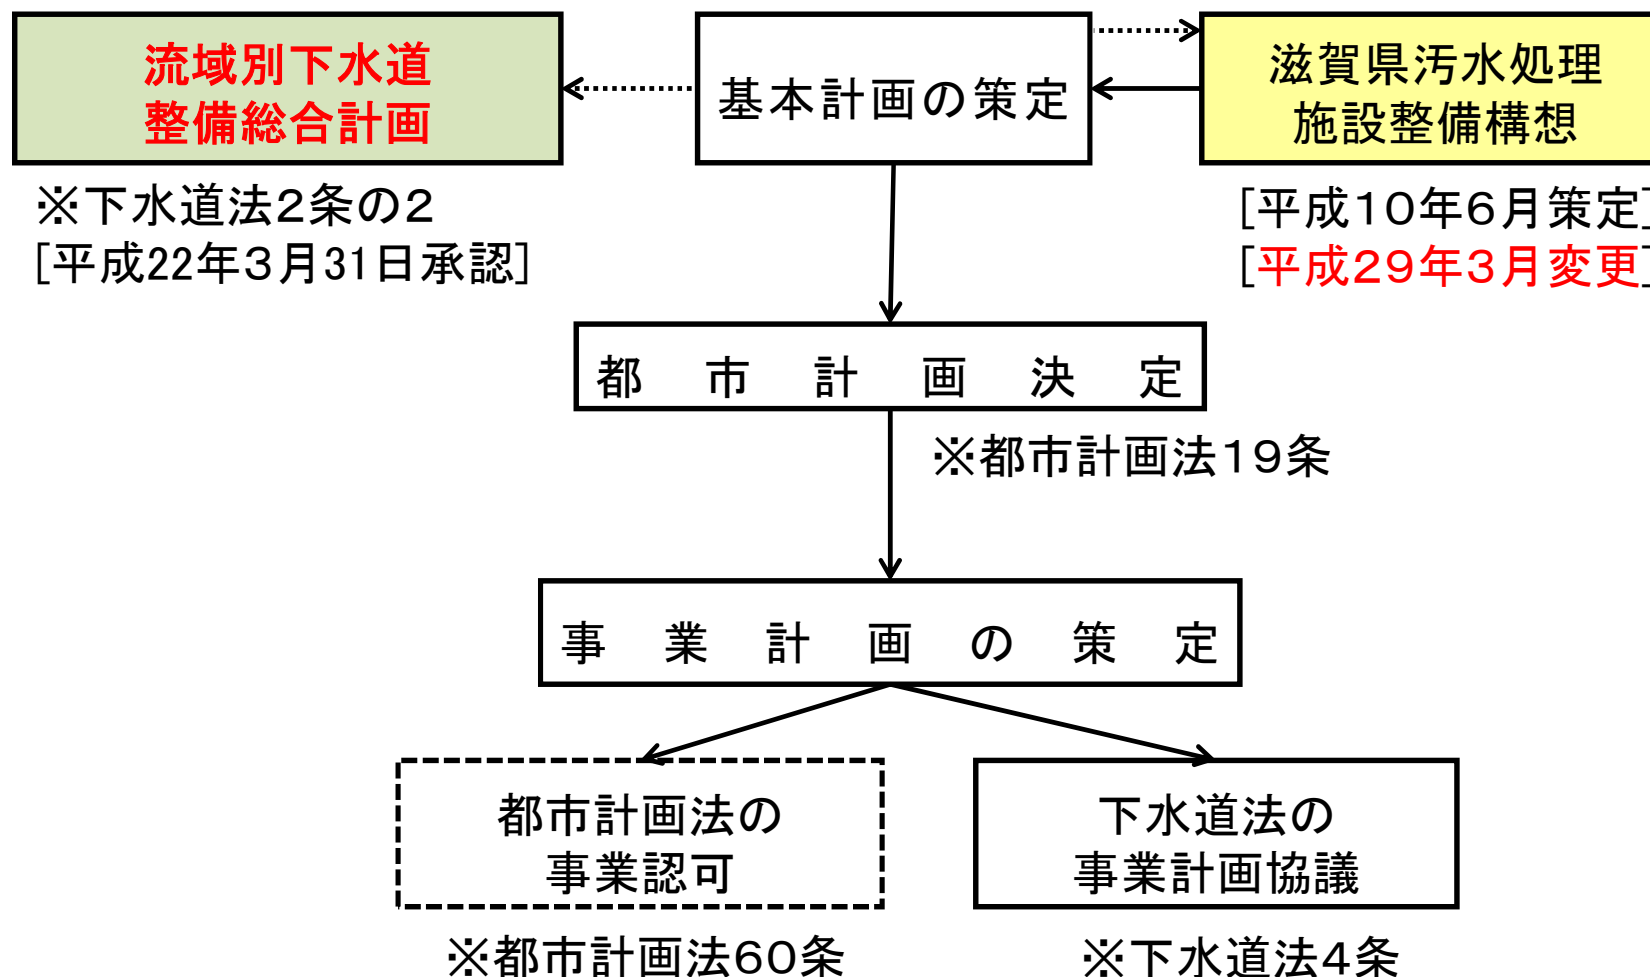 流域別下水道
整備総合計画
基本計画の策定
滋賀県汚水処理
施設整備構想
※下水道法２条の２
[平成22年３月31日承認]
[平成１０年６月策定]
[平成２９年３月変更]
都市計画決定
※都市計画法１９条
事業計画の策定
都市計画法の
事業認可
下水道法の
事業計画協議
※都市計画法６０条
※下水道法４条